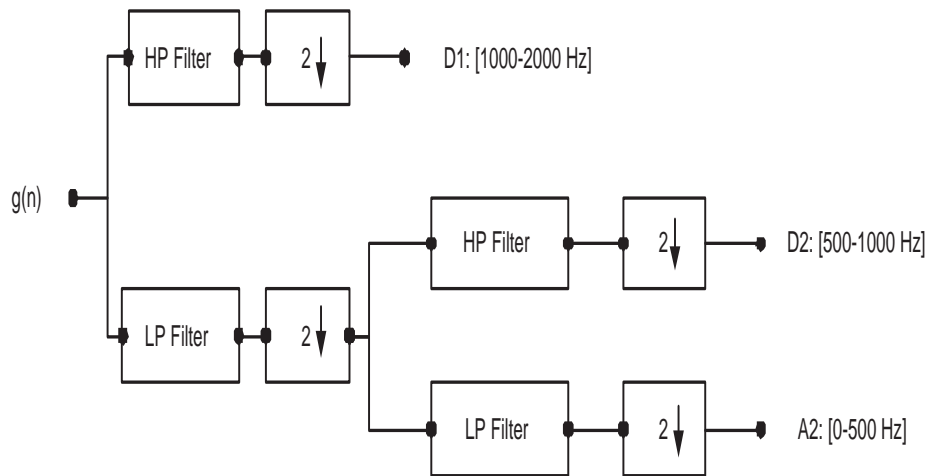 HP Filter
2
D1: [1000-2000 Hz]
g(n)
HP Filter
2
D2: [500-1000 Hz]
LP Filter
2
LP Filter
2
A2: [0-500 Hz]